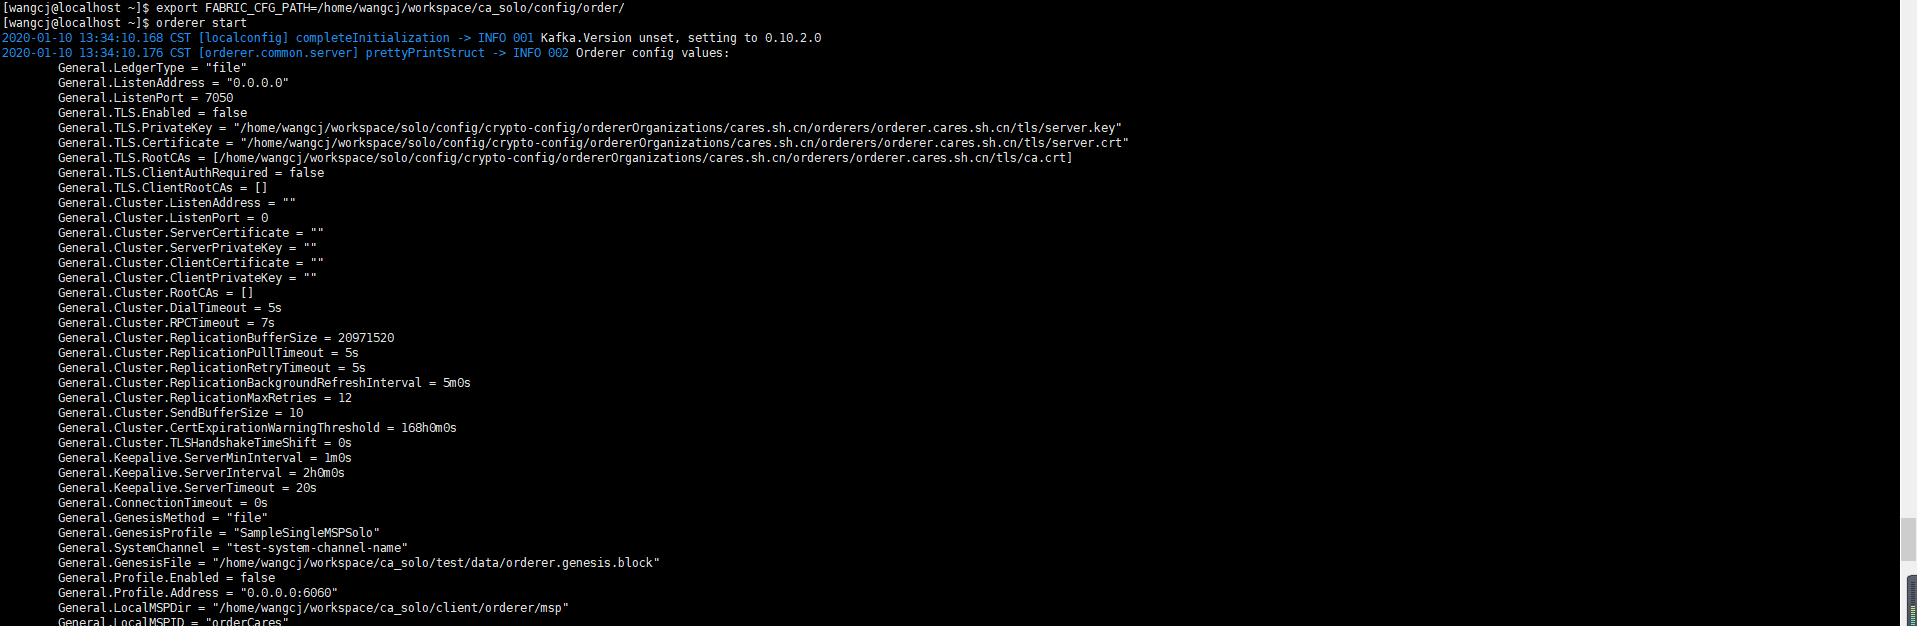 [wangcj@localhost ~]$ export FABRIC_CFG_PATH=/home/wangcj/workspace/ca_solo/config/order/
[wangcj@localhost ~]$ orderer start
2020-01-10 13:34:10.168 CST [localconfig] completeInitialization -> INFO 001 Kafka.Version unset, setting to 0.10.2.0
2020-01-10 13:34:10.176 CST [orderer.common.server] prettyPrintStruct -> INFO 002 Orderer config values:
General.LedgerType = "file"
General.ListenAddress = "0.0.0.0"
General.ListenPort = 7050
General.TLS.Enabled = false
General.TLS.PrivateKey = "/home/wangcj/workspace/solo/config/crypto-config/ordererOrganizations/cares.sh.cn/orderers/orderer.cares.sh.cn/tls/server.key"
General.TLS.Certificate = "/home/wangcj/workspace/solo/config/crypto-config/ordererOrganizations/cares.sh.cn/orderers/orderer.cares.sh.cn/tls/server.crt"
General.TLS.RootCAs = [/home/wangcj/workspace/solo/config/crypto-config/ordererOrganizations/cares.sh.cn/orderers/orderer.cares.sh.cn/tls/ca.crt]
General.TLS.ClientAuthRequired = false
General.TLS.ClientRootCAs = []
General.Cluster.ListenAddress = ""
General.Cluster.ListenPort = 0
General.Cluster.ServerCertificate = ""
General.Cluster.ServerPrivateKey = ""
General.Cluster.ClientCertificate = ""
General.Cluster.ClientPrivateKey = ""
General.Cluster.RootCAs = []
General.Cluster.DialTimeout = 5s
General.Cluster.RPCTimeout = 7s
General.Cluster.ReplicationBufferSize = 20971520
General.Cluster.ReplicationPullTimeout = 5s
General.Cluster.ReplicationRetryTimeout = 5s
General.Cluster.ReplicationBackgroundRefreshInterval = 5m0s
General.Cluster.ReplicationMaxRetries = 12
General.Cluster.SendBufferSize = 10
General.Cluster.CertExpirationWarningThreshold = 168h0m0s
General.Cluster.TLSHandshakeTimeShift = 0s
General.Keepalive.ServerMinInterval = 1m0s
General.Keepalive.ServerInterval = 2h0m0s
General.Keepalive.ServerTimeout = 20s
General.ConnectionTimeout = 0s
General.GenesisMethod = "file"
General.GenesisProfile = "SampleSingleMSPSolo"
General.SystemChannel = "test-system-channel-name"
General.GenesisFile = "/home/wangcj/workspace/ca_solo/test/data/orderer.genesis.block"
General.Profile.Enabled = false
General.Profile.Address = "0.0.0.0:6060"
General.LocalMSPDir = "/home/wangcj/workspace/ca_solo/client/orderer/msp"
General.LocalMSPID = "orderCares"